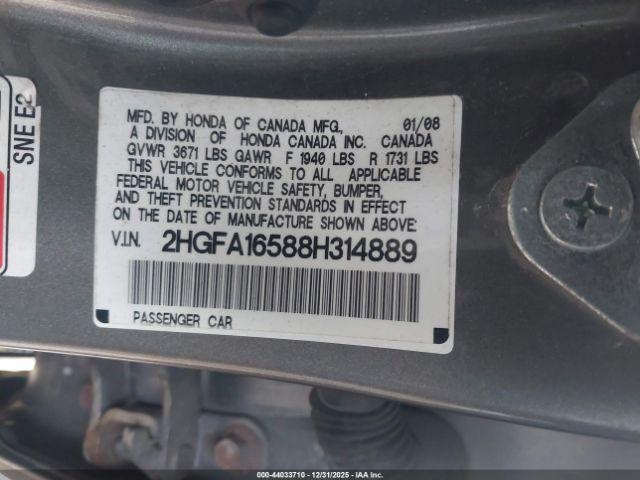 SNE E2
MFD. BY HONDA OF CANADA MFG., 01/08
A DIVISION OF HONDA CANADA INC. CANADA
GVWR 3671 LBS GAWR F 1940 LBS R 1731 LBS
THIS VEHICLE CONFORMS TO ALL APPLICABLE
FEDERAL MOTOR VEHICLE SAFETY, BUMPER,
AND THEFT PREVENTION STANDARDS IN EFFECT
ON THE DATE OF MANUFACTURE SHOWN ABOVE:
V.I.N. 2HGFA16588H314889
PASSENGER CAR
000-44033710 - 12/31/2025 - IAA Inc.